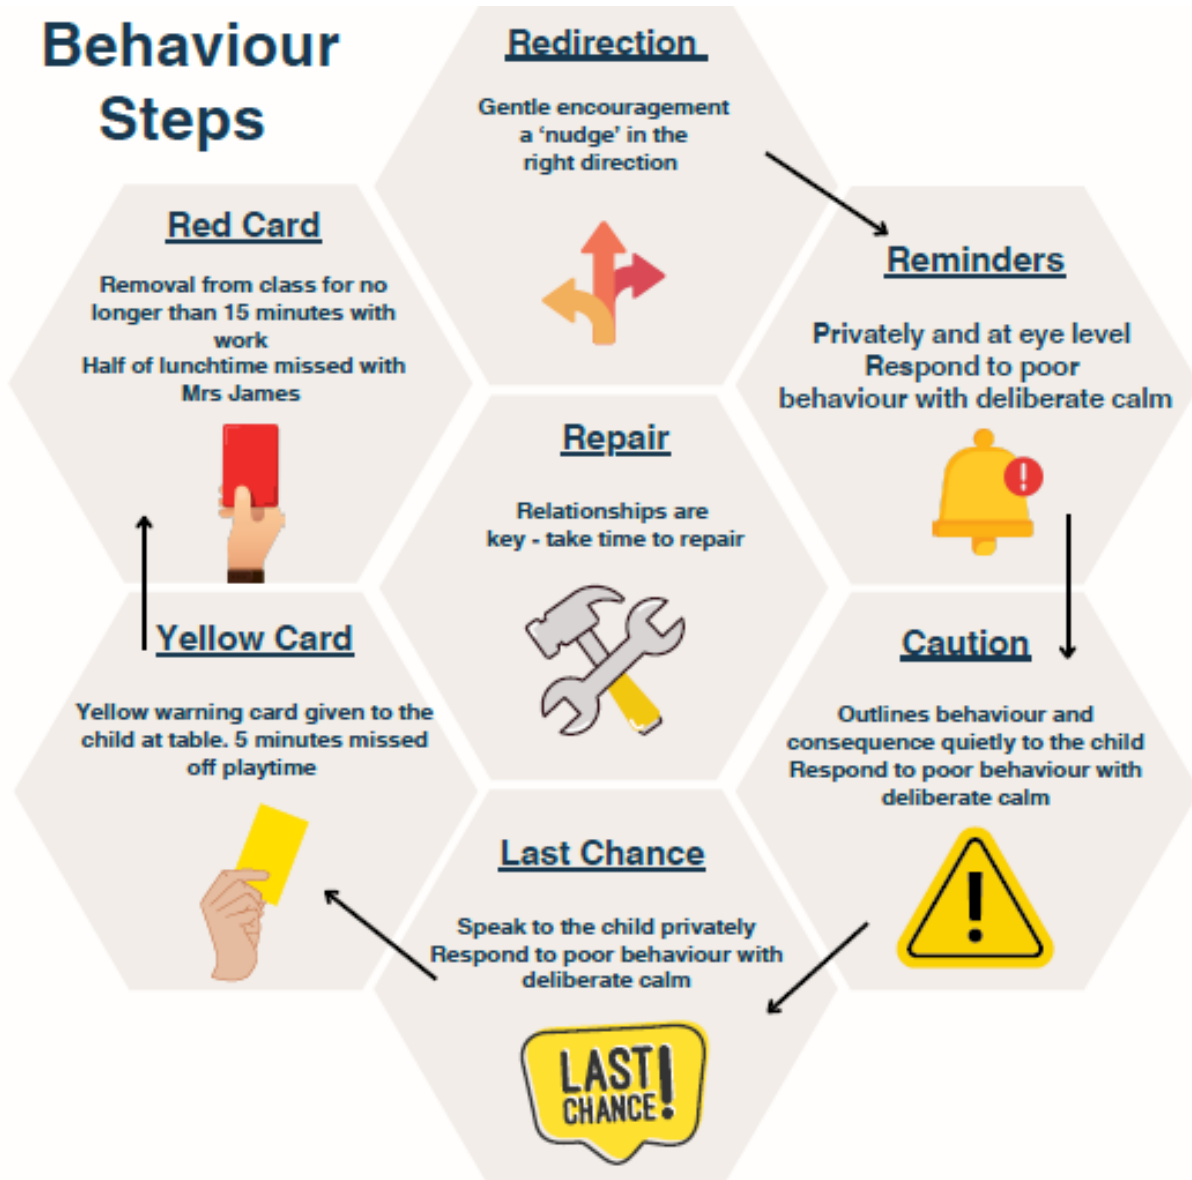 Behaviour
Steps
Redirection
Gentle encouragement
a ‘nudge’ in the
right direction
Reminders
Privately and at eye level
Respond to poor
behaviour with deliberate calm
Caution
Outlines behaviour and
consequence quietly to the child
Respond to poor behaviour with
deliberate calm
Last Chance
Speak to the child privately
Respond to poor behaviour with
deliberate calm
LAST
CHANCE!
Yellow Card
Yellow warning card given to the
child at table. 5 minutes missed
off playtime
Red Card
Removal from class for no
longer than 15 minutes with
work
Half of lunchtime missed with
Mrs James
Repair
Relationships are
key - take time to repair